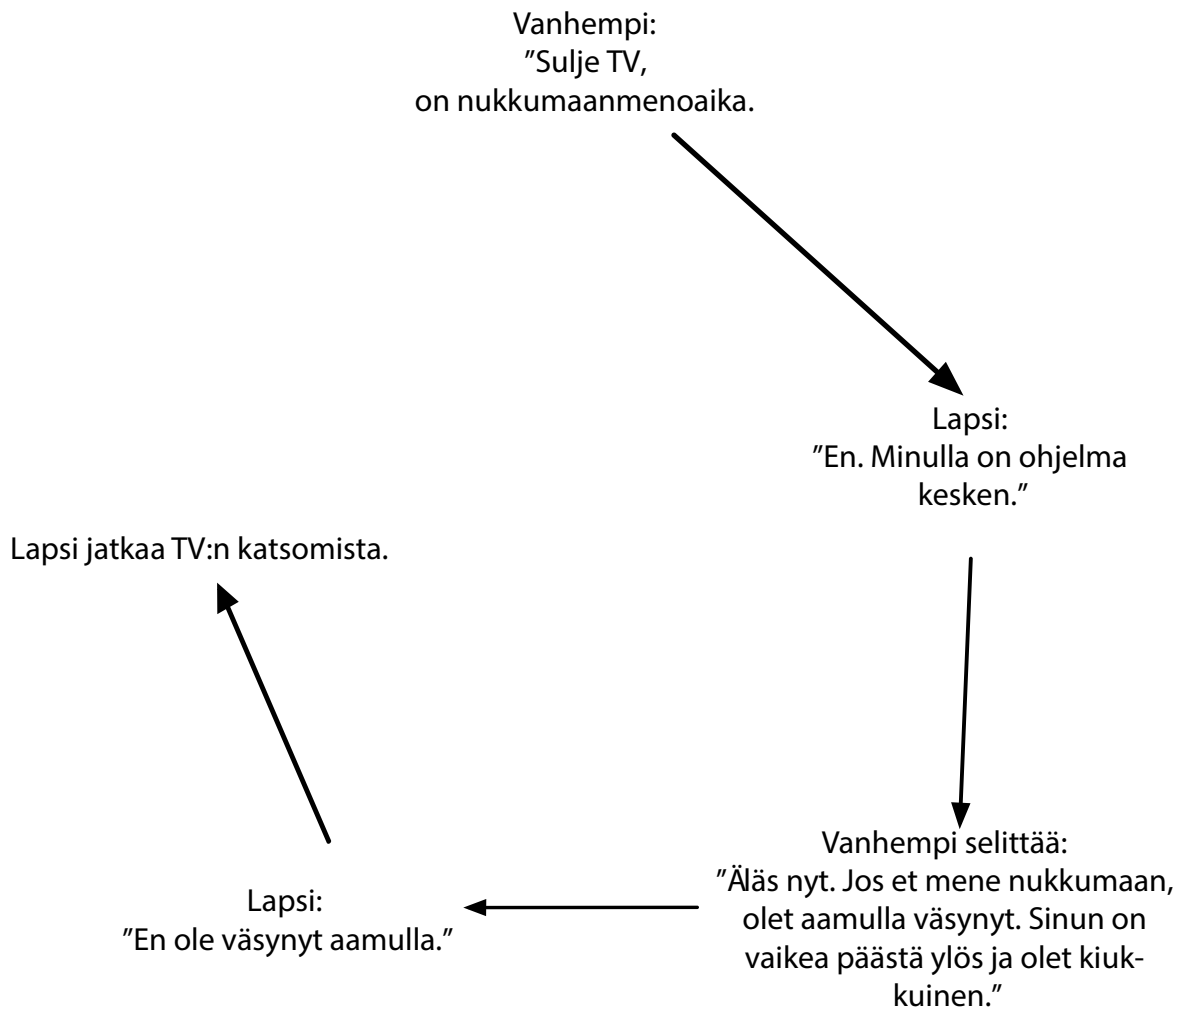 Vanhempi:
”Sulje TV,
on nukkumaanmenoaika.
Lapsi:
”En. Minulla on ohjelma
kesken.”
Vanhempi selittää:
”Äläs nyt. Jos et mene nukkumaan,
olet aamulla väsynyt. Sinun on
vaikea päästä ylös ja olet kiuk-
kuinen.”
Lapsi:
”En ole väsynyt aamulla.”
Lapsi jatkaa TV:n katsomista.